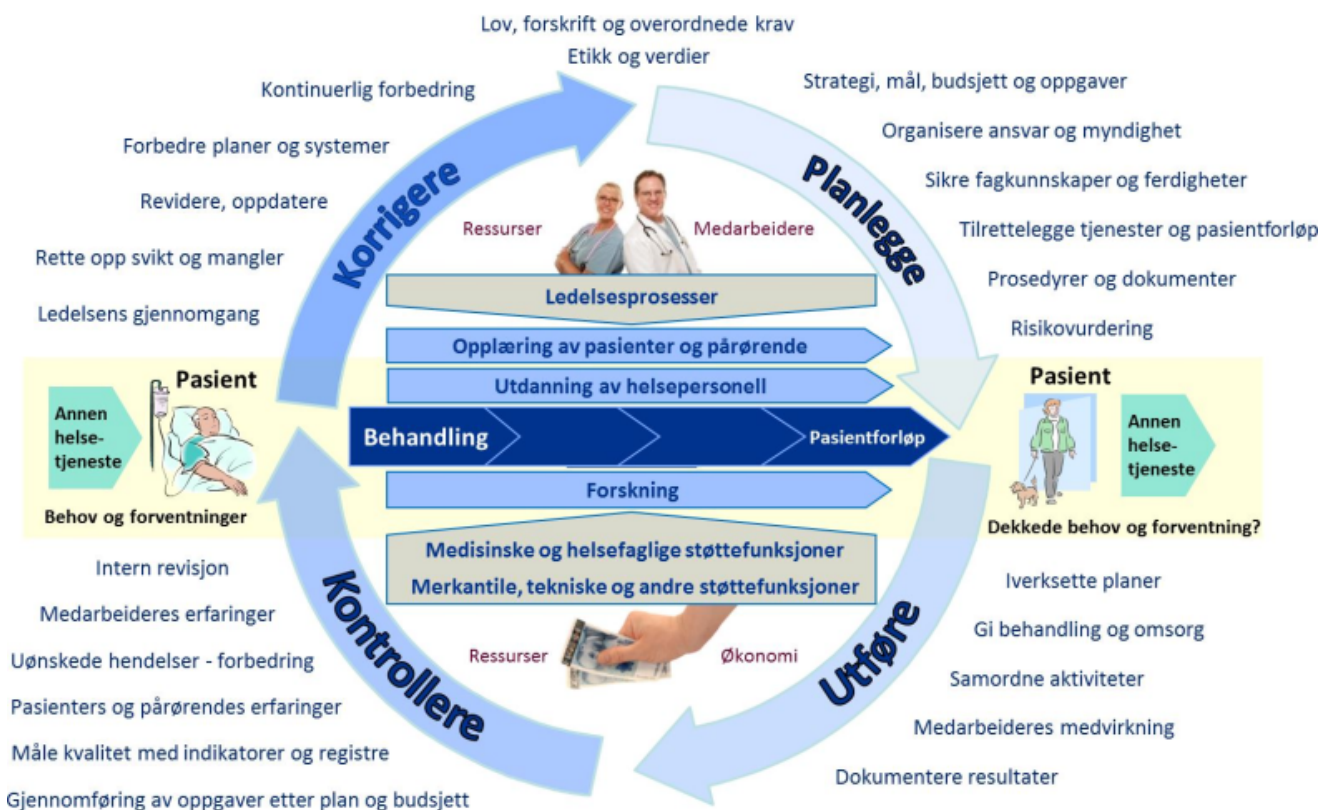 Lov, forskrift og overordnede krav
Etikk og verdier
Kontinuerlig forbedring
Forbedre planer og systemer
Revidere, oppdatere
Rette opp svikt og mangler
Ledelsens gjennomgang
Korrigere
Strategi, mål, budsjett og oppgaver
Organisere ansvar og myndighet
Sikre fagkunnskaper og ferdigheter
Tilrettelegge tjenester og pasientforløp
Prosedyrer og dokumenter
Risikovurdering
Planlegge
Ressurser
Medarbeidere
Ledelsesprosesser
Opplæring av pasienter og pårørende
Utdanning av helsepersonell
Behandling
Pasientforløp
Forskning
Medisinske og helsefaglige støttefunksjoner
Merkantile, tekniske og andre støttefunksjoner
Ressurser
Økonomi
Pasient
Annen
helse-
tjeneste
Behov og forventninger
Pasient
Annen
helse-
tjeneste
Dekkede behov og forventning?
Intern revisjon
Medarbeideres erfaringer
Uønskede hendelser - forbedring
Pasienters og pårørendes erfaringer
Måle kvalitet med indikatorer og registre
Gjennomføring av oppgaver etter plan og budsjett
Kontrollere
Iverksette planer
Gi behandling og omsorg
Samordne aktiviteter
Medarbeideres medvirkning
Dokumentere resultater
Utføre